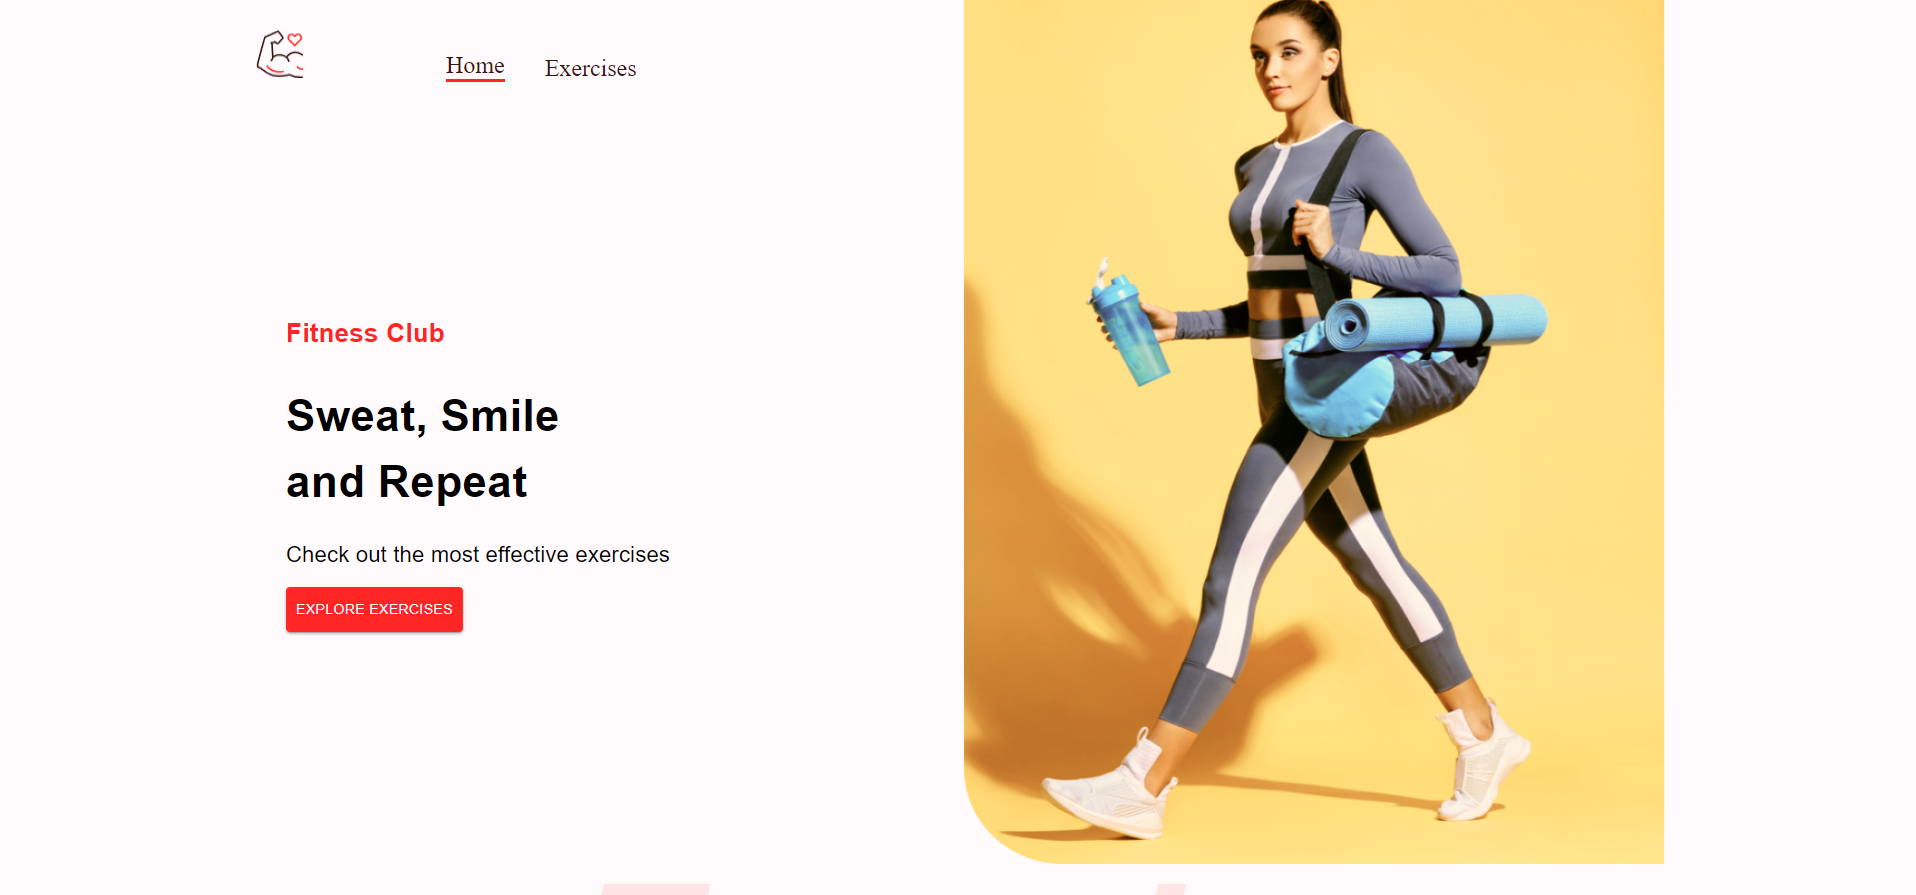 Home Exercises
Fitness Club
Sweat, Smile
and Repeat
Check out the most effective exercises
EXPLORE EXERCISES